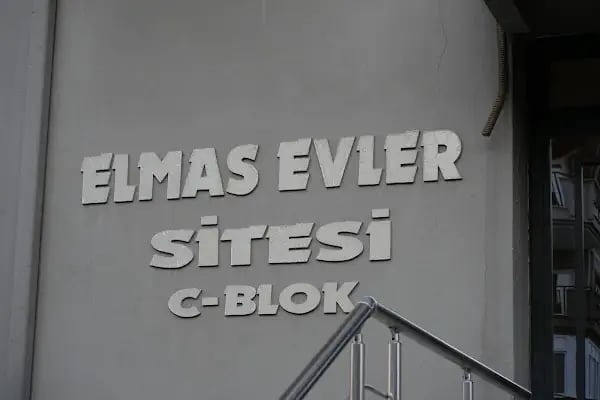 ELMAS EVLER
SİTESİ
C-BLOK